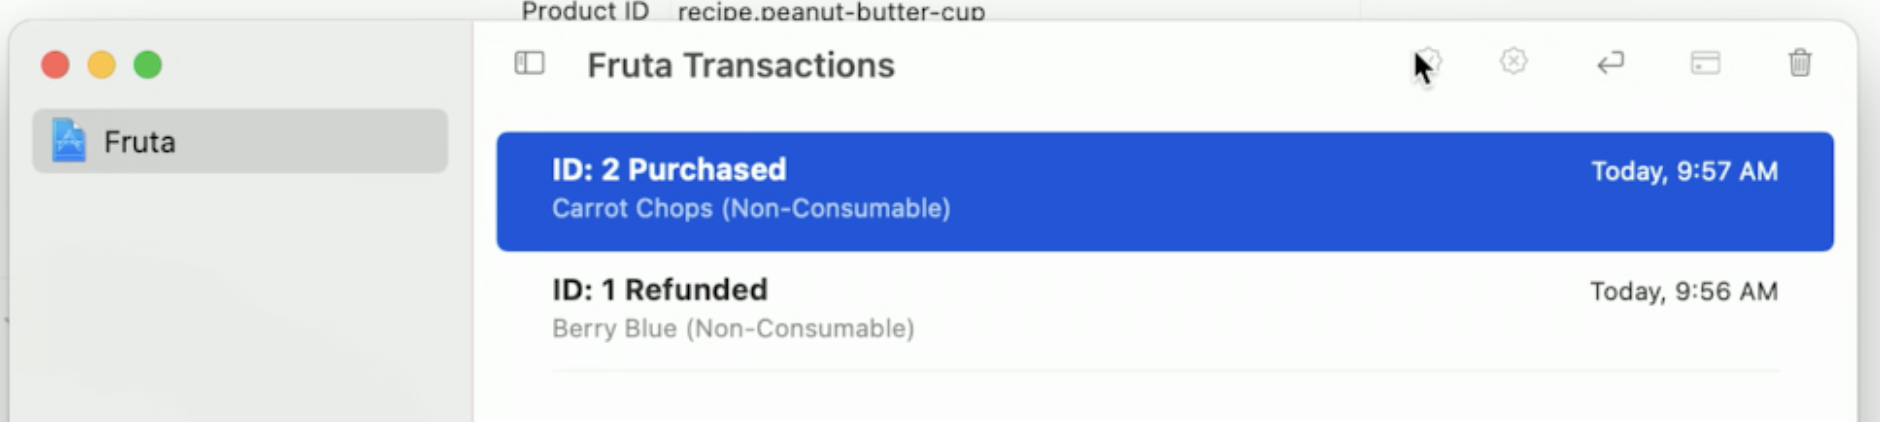 Product ID recipe.peanut-butter-cup
Fruta Transactions
Fruta
ID: 2 Purchased
Today, 9:57 AM
Carrot Chops (Non-Consumable)
ID: 1 Refunded
Today, 9:56 AM
Berry Blue (Non-Consumable)